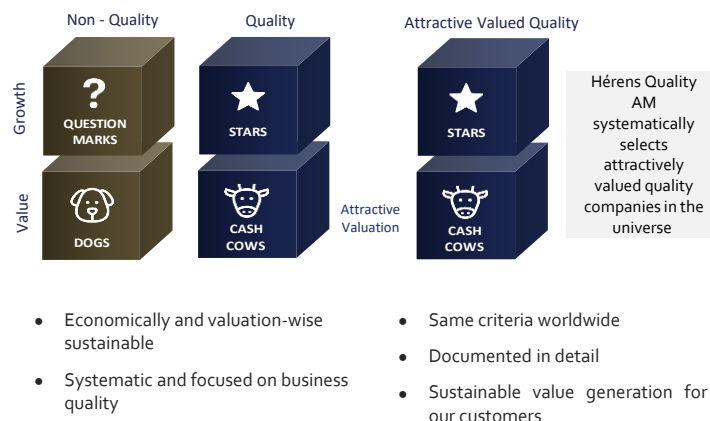 Non - Quality
Quality
Attractive Valued Quality
Growth
?
QUESTION
MARKS
STARS
STARS
Value
DOGS
CASH
COWS
Attractive
Valuation
CASH
COWS
Hérens Quality
AM
systematically
selects
attractively
valued quality
companies in the
universe
• Economically and valuation-wise
sustainable
• Systematic and focused on business
quality
• Same criteria worldwide
• Documented in detail
• Sustainable value generation for
our customers